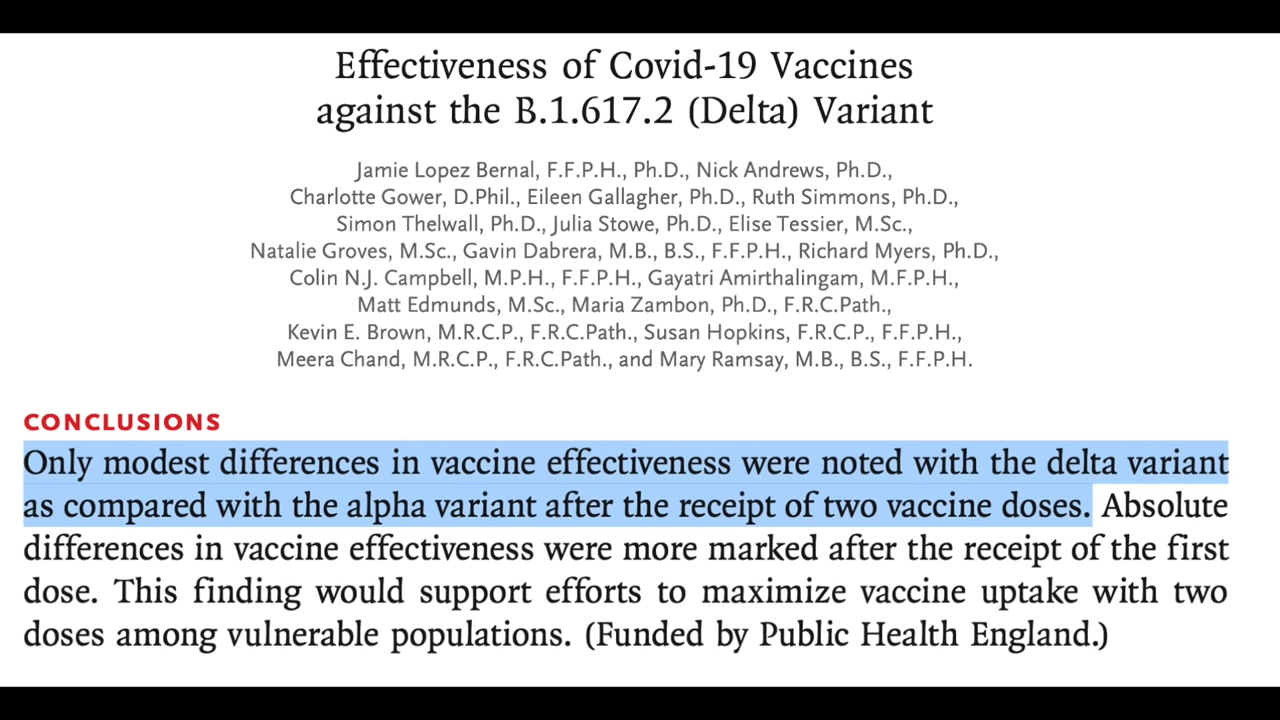 Effectiveness of Covid-19 Vaccines
against the B.1.617.2 (Delta) Variant
Jamie Lopez Bernal, F.F.P.H., Ph.D., Nick Andrews, Ph.D.,
Charlotte Gower, D.Phil., Eileen Gallagher, Ph.D., Ruth Simmons, Ph.D.,
Simon Thelwall, Ph.D., Julia Stowe, Ph.D., Elise Tessier, M.Sc.,
Natalie Groves, M.Sc., Gavin Dabrera, M.B., B.S., F.F.P.H., Richard Myers, Ph.D.,
Colin N.J. Campbell, M.P.H., F.F.P.H., Gayatri Amirthalingam, M.F.P.H.,
Matt Edmunds, M.Sc., Maria Zambon, Ph.D., F.R.C.Path.,
Kevin E. Brown, M.R.C.P., F.R.C.Path., Susan Hopkins, F.R.C.P., F.F.P.H.,
Meera Chand, M.R.C.P., F.R.C.Path., and Mary Ramsay, M.B., B.S., F.F.P.H.
CONCLUSIONS
Only modest differences in vaccine effectiveness were noted with the delta variant
as compared with the alpha variant after the receipt of two vaccine doses. Absolute
differences in vaccine effectiveness were more marked after the receipt of the first
dose. This finding would support efforts to maximize vaccine uptake with two
doses among vulnerable populations. (Funded by Public Health England.)